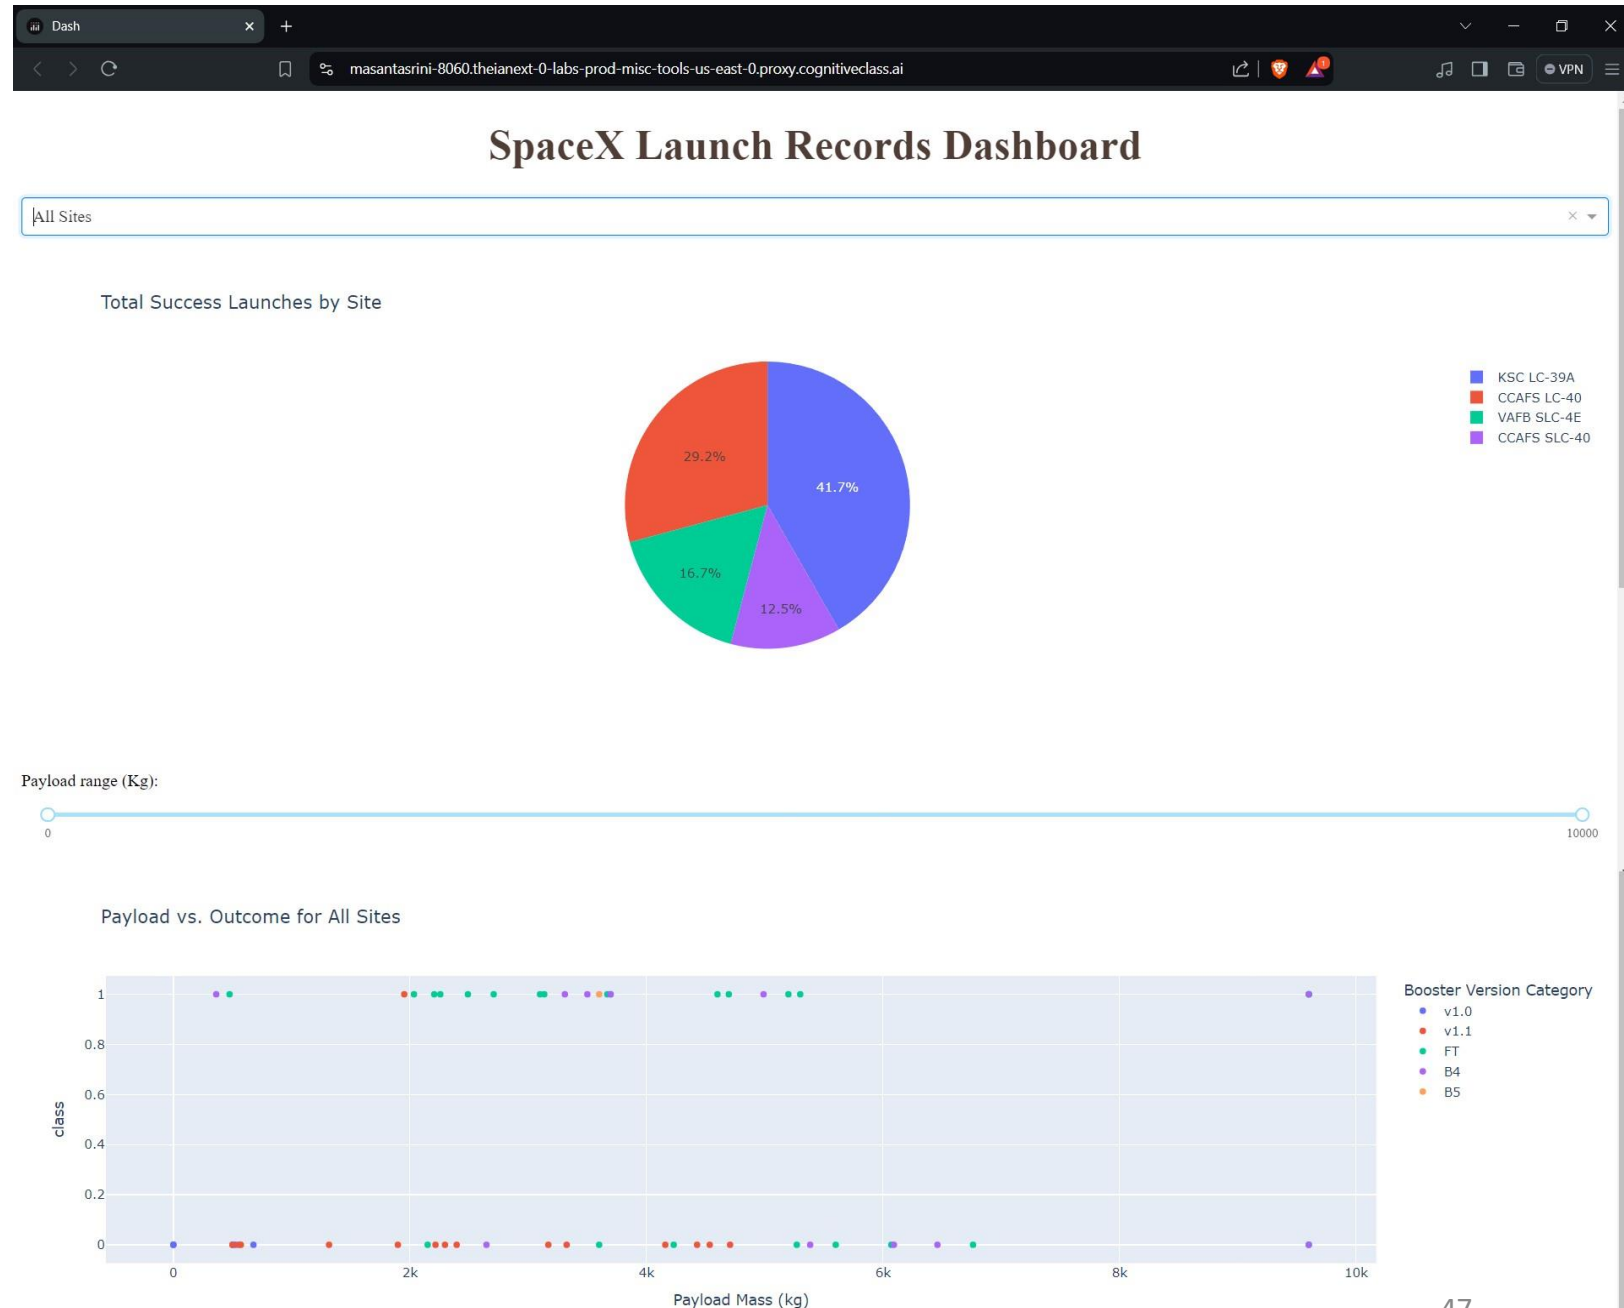 Dash
masantasrini-8060.theianext-0-labs-prod-misc-tools-us-east-0.proxy.cognitiveclass.ai
1
VPN
SpaceX Launch Records Dashboard
All Sites
Total Success Launches by Site
KSC LC-39A
CCAFS LC-40
VAFB SLC-4E
CCAFS SLC-40
29.2%
41.7%
16.7%
12.5%
Payload range (Kg):
0
10000
Payload vs. Outcome for All Sites
Booster Version Category
v1.0
v1.1
FT
B4
B5
1
0.8
0.6
0.4
0.2
0
class
0 2k 4k 6k 8k 10k
Payload Mass (kg)
47